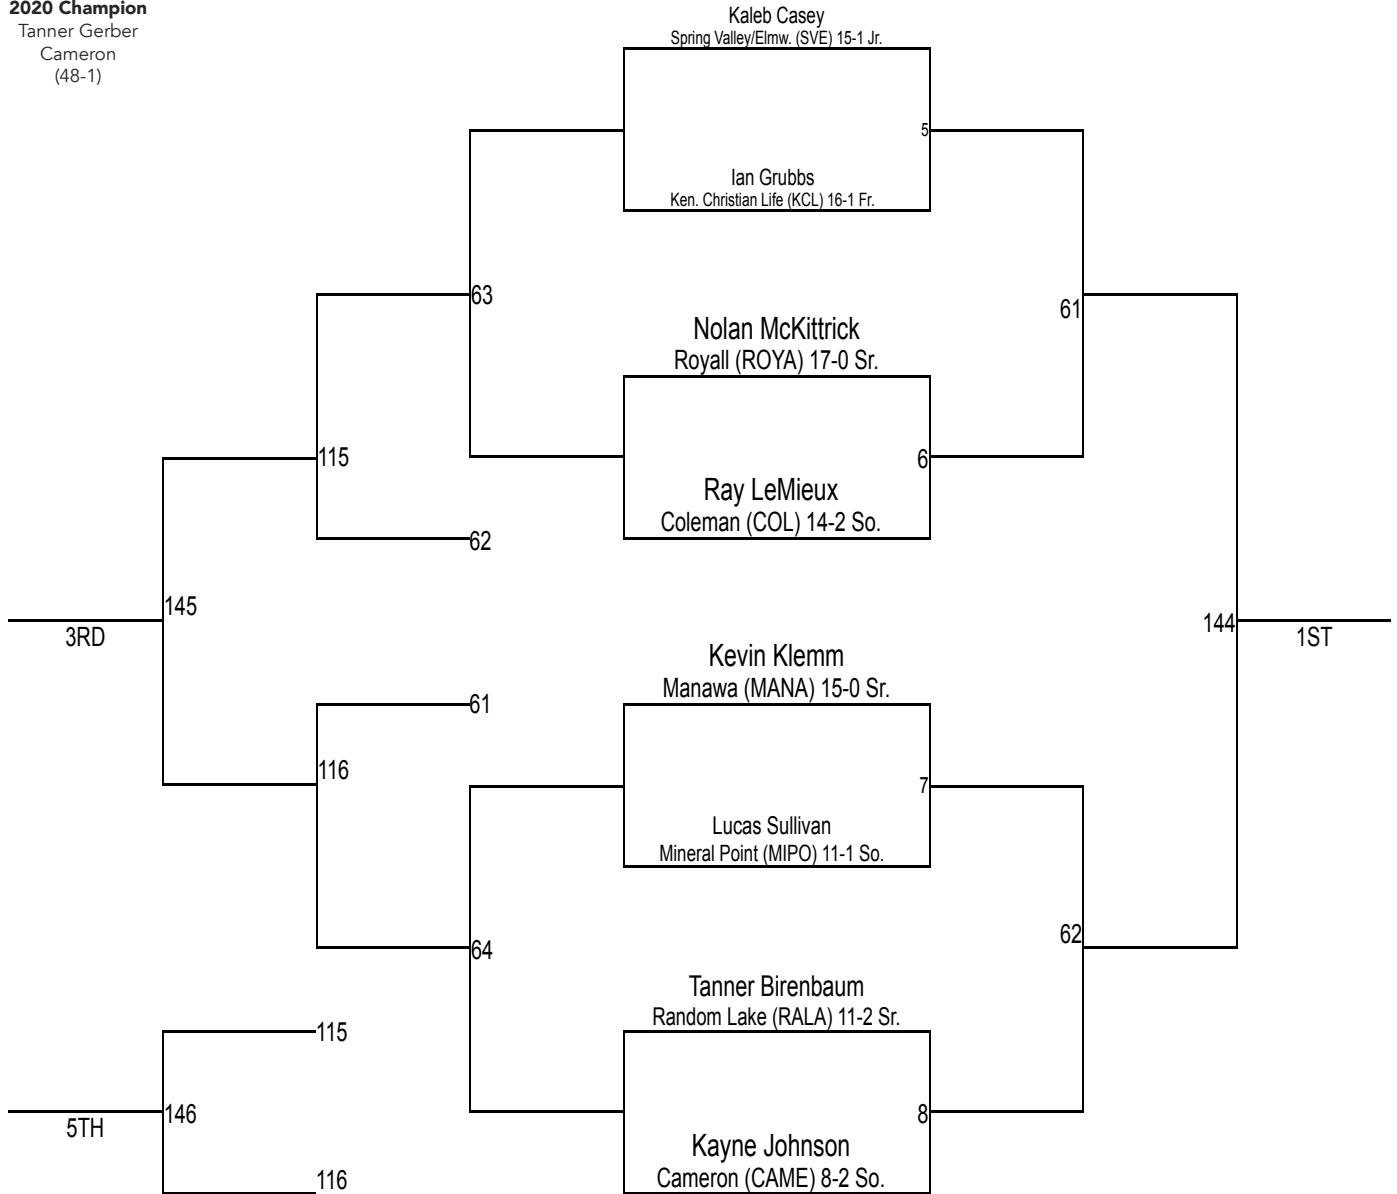 2020 Champion
Tanner Gerber
Cameron
(48-1)
Kaleb Casey
Spring Valley/Elmw. (SVE) 15-1 Jr.
5
Ian Grubbs
Ken. Christian Life (KCL) 16-1 Fr.
63
61
Nolan McKittrick
Royall (ROYA) 17-0 Sr.
115
6
Ray LeMieux
Coleman (COL) 14-2 So.
62
145
3RD
144
1ST
Kevin Klemm
Manawa (MANA) 15-0 Sr.
61
116
7
Lucas Sullivan
Mineral Point (MIPO) 11-1 So.
64
62
Tanner Birenbaum
Random Lake (RALA) 11-2 Sr.
115
146
5TH
8
Kayne Johnson
Cameron (CAME) 8-2 So.
116